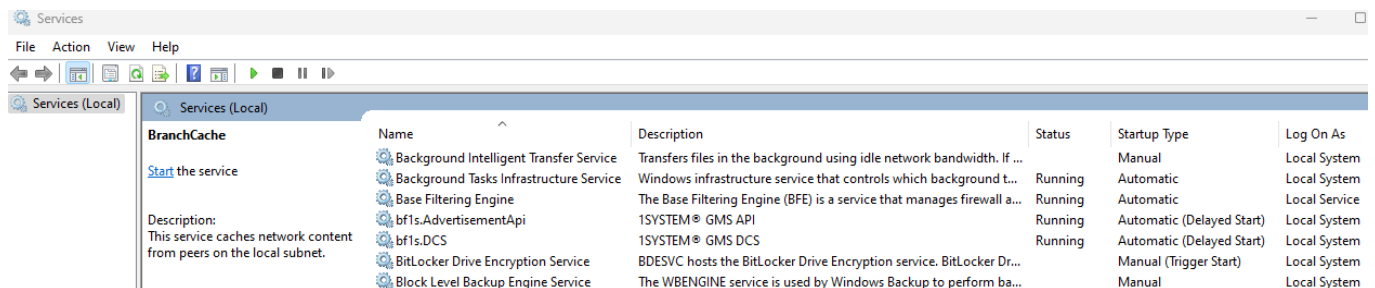 Services
File Action View Help
Services (Local)
Services (Local)
BranchCache
Start the service
Description:
This service caches network content
from peers on the local subnet.
Name Description Status Startup Type Log On As
Background Intelligent Transfer Service Transfers files in the background using idle network bandwidth. If ... Manual Local System
Background Tasks Infrastructure Service Windows infrastructure service that controls which background t... Running Automatic Local System
Base Filtering Engine The Base Filtering Engine (BFE) is a service that manages firewall a... Running Automatic Local Service
bf1s.AdvertisementApi 1SYSTEM® GMS API Running Automatic (Delayed Start) Local System
bf1s.DCS 1SYSTEM® GMS DCS Running Automatic (Delayed Start) Local System
BitLocker Drive Encryption Service BDESVC hosts the BitLocker Drive Encryption service. BitLocker Dr... Manual (Trigger Start) Local System
Block Level Backup Engine Service The WBENGINE service is used by Windows Backup to perform ba... Manual Local System